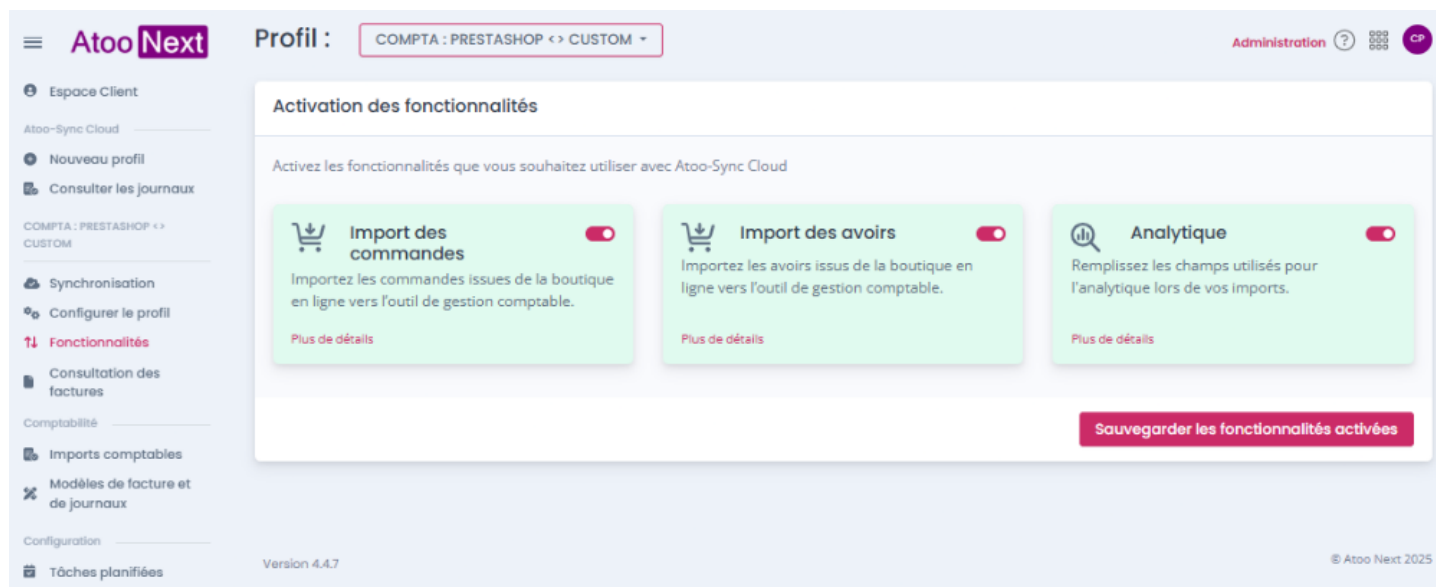 Atoo Next
Profil :
COMPTA : PRESTASHOP <> CUSTOM
Administration
?
CP
Espace Client
Atoo-Sync Cloud
Nouveau profil
Consulter les journaux
COMPTA : PRESTASHOP <>
CUSTOM
Synchronisation
Configurer le profil
Fonctionnalités
Consultation des
factures
Comptabilité
Imports comptables
Modèles de facture et
de journaux
Configuration
Tâches planifiées
Activation des fonctionnalités
Activez les fonctionnalités que vous souhaitez utiliser avec Atoo-Sync Cloud
Import des
commandes
Importez les commandes issues de la boutique
en ligne vers l'outil de gestion comptable.
Plus de détails
Import des avoirs
Importez les avoirs issus de la boutique en
ligne vers l'outil de gestion comptable.
Plus de détails
Analytique
Remplissez les champs utilisés pour
l'analytique lors de vos imports.
Plus de détails
Sauvegarder les fonctionnalités activées
Version 4.4.7
© Atoo Next 2025